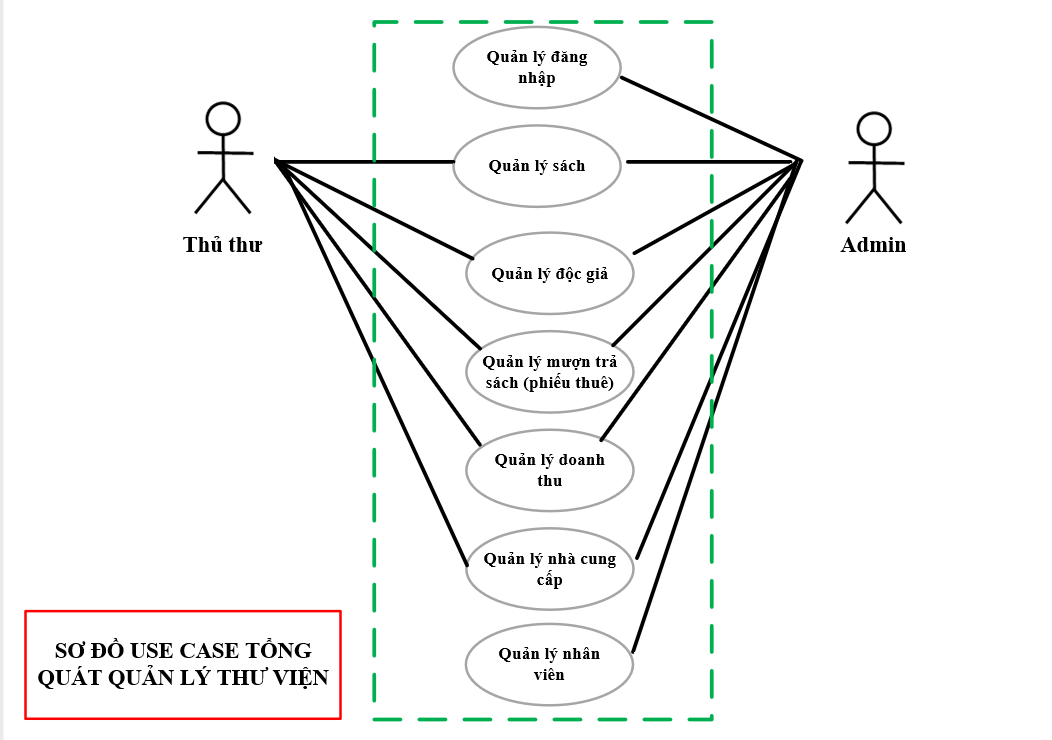 Quản lý đăng
nhập
Quản lý sách
Thủ thư
Admin
Quản lý độc giả
Quản lý mượn trả
sách (phiếu thuê)
Quản lý doanh
thu
Quản lý nhà cung
cấp
Quản lý nhân
viên
SƠ ĐỒ USE CASE TỔNG
QUÁT QUẢN LÝ THƯ VIỆN